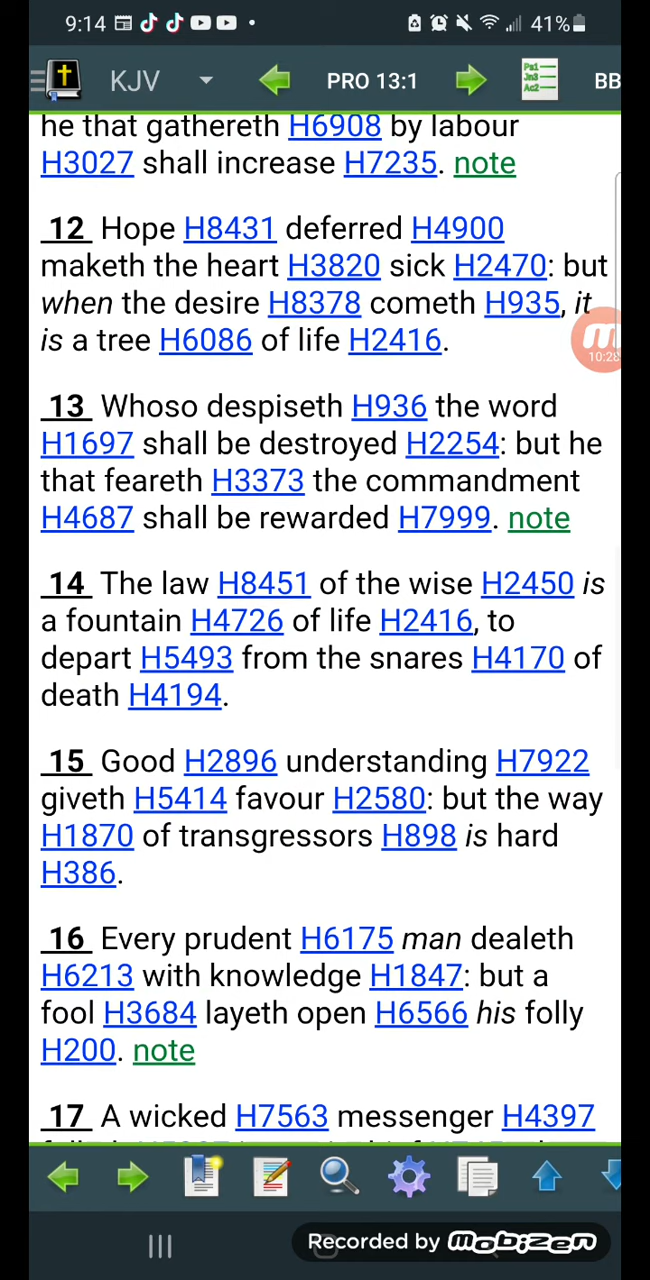 9:14 41%
KJV PRO 13:1 Ps1 Jn3 Ac2 BB
he that gathereth H6908 by labour
H3027 shall increase H7235. note
12 Hope H8431 deferred H4900
maketh the heart H3820 sick H2470: but
when the desire H8378 cometh H935, it
is a tree H6086 of life H2416.
10:28
13 Whoso despiseth H936 the word
H1697 shall be destroyed H2254: but he
that feareth H3373 the commandment
H4687 shall be rewarded H7999. note
14 The law H8451 of the wise H2450 is
a fountain H4726 of life H2416, to
depart H5493 from the snares H4170 of
death H4194.
15 Good H2896 understanding H7922
giveth H5414 favour H2580: but the way
H1870 of transgressors H898 is hard
H386.
16 Every prudent H6175 man dealeth
H6213 with knowledge H1847: but a
fool H3684 layeth open H6566 his folly
H200. note
17 A wicked H7563 messenger H4397
Recorded by mobizen